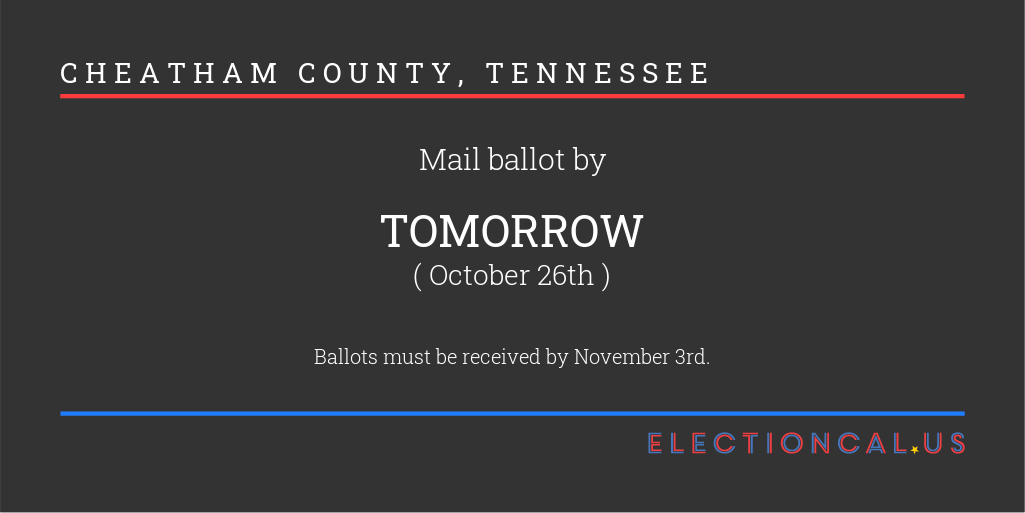 CHEATHAM COUNTY, TENNESSEE
Mail ballot by
TOMORROW
( October 26th )
Ballots must be received by November 3rd.
ELECTIONCAL.US